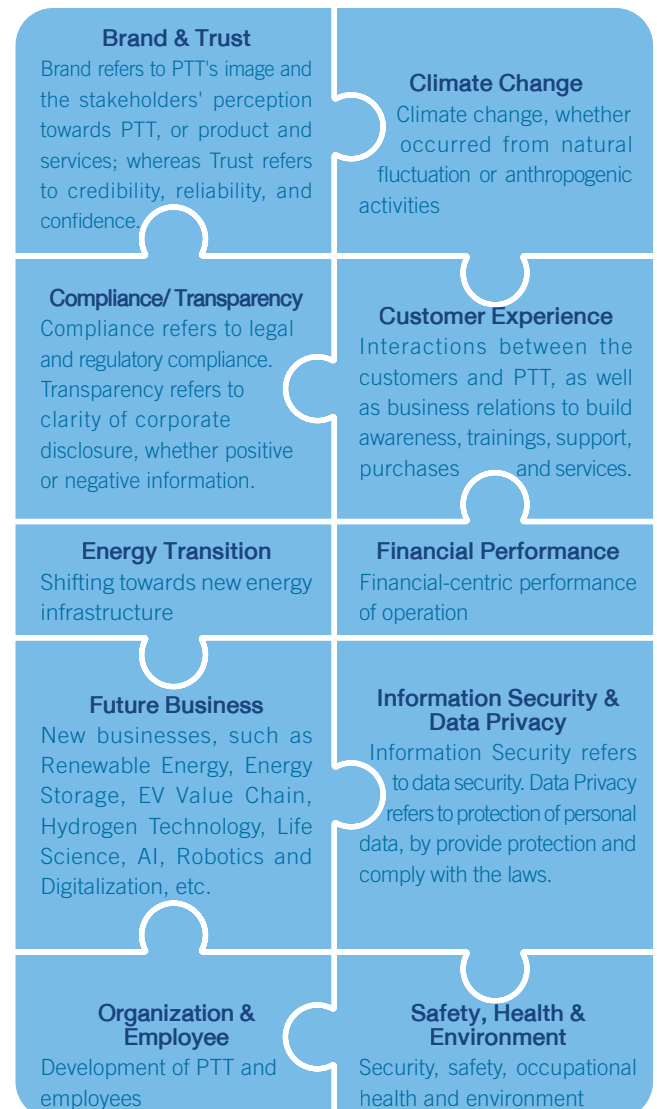 Brand & Trust
Brand refers to PTT's image and
the stakeholders' perception
towards PTT, or product and
services; whereas Trust refers
to credibility, reliability, and
confidence.
Climate Change
Climate change, whether
occurred from natural
fluctuation or anthropogenic
activities
Compliance/ Transparency
Compliance refers to legal
and regulatory compliance.
Transparency refers to
clarity of corporate
disclosure, whether positive
or negative information.
Customer Experience
Interactions between the
customers and PTT, as well
as business relations to build
awareness, trainings, support,
purchases and services.
Energy Transition
Shifting towards new energy
infrastructure
Financial Performance
Financial-centric performance
of operation
Future Business
New businesses, such as
Renewable Energy, Energy
Storage, EV Value Chain,
Hydrogen Technology, Life
Science, AI, Robotics and
Digitalization, etc.
Information Security &
Data Privacy
Information Security refers
to data security. Data Privacy
refers to protection of personal
data, by provide protection and
comply with the laws.
Organization &
Employee
Development of PTT and
employees
Safety, Health &
Environment
Security, safety, occupational
health and environment